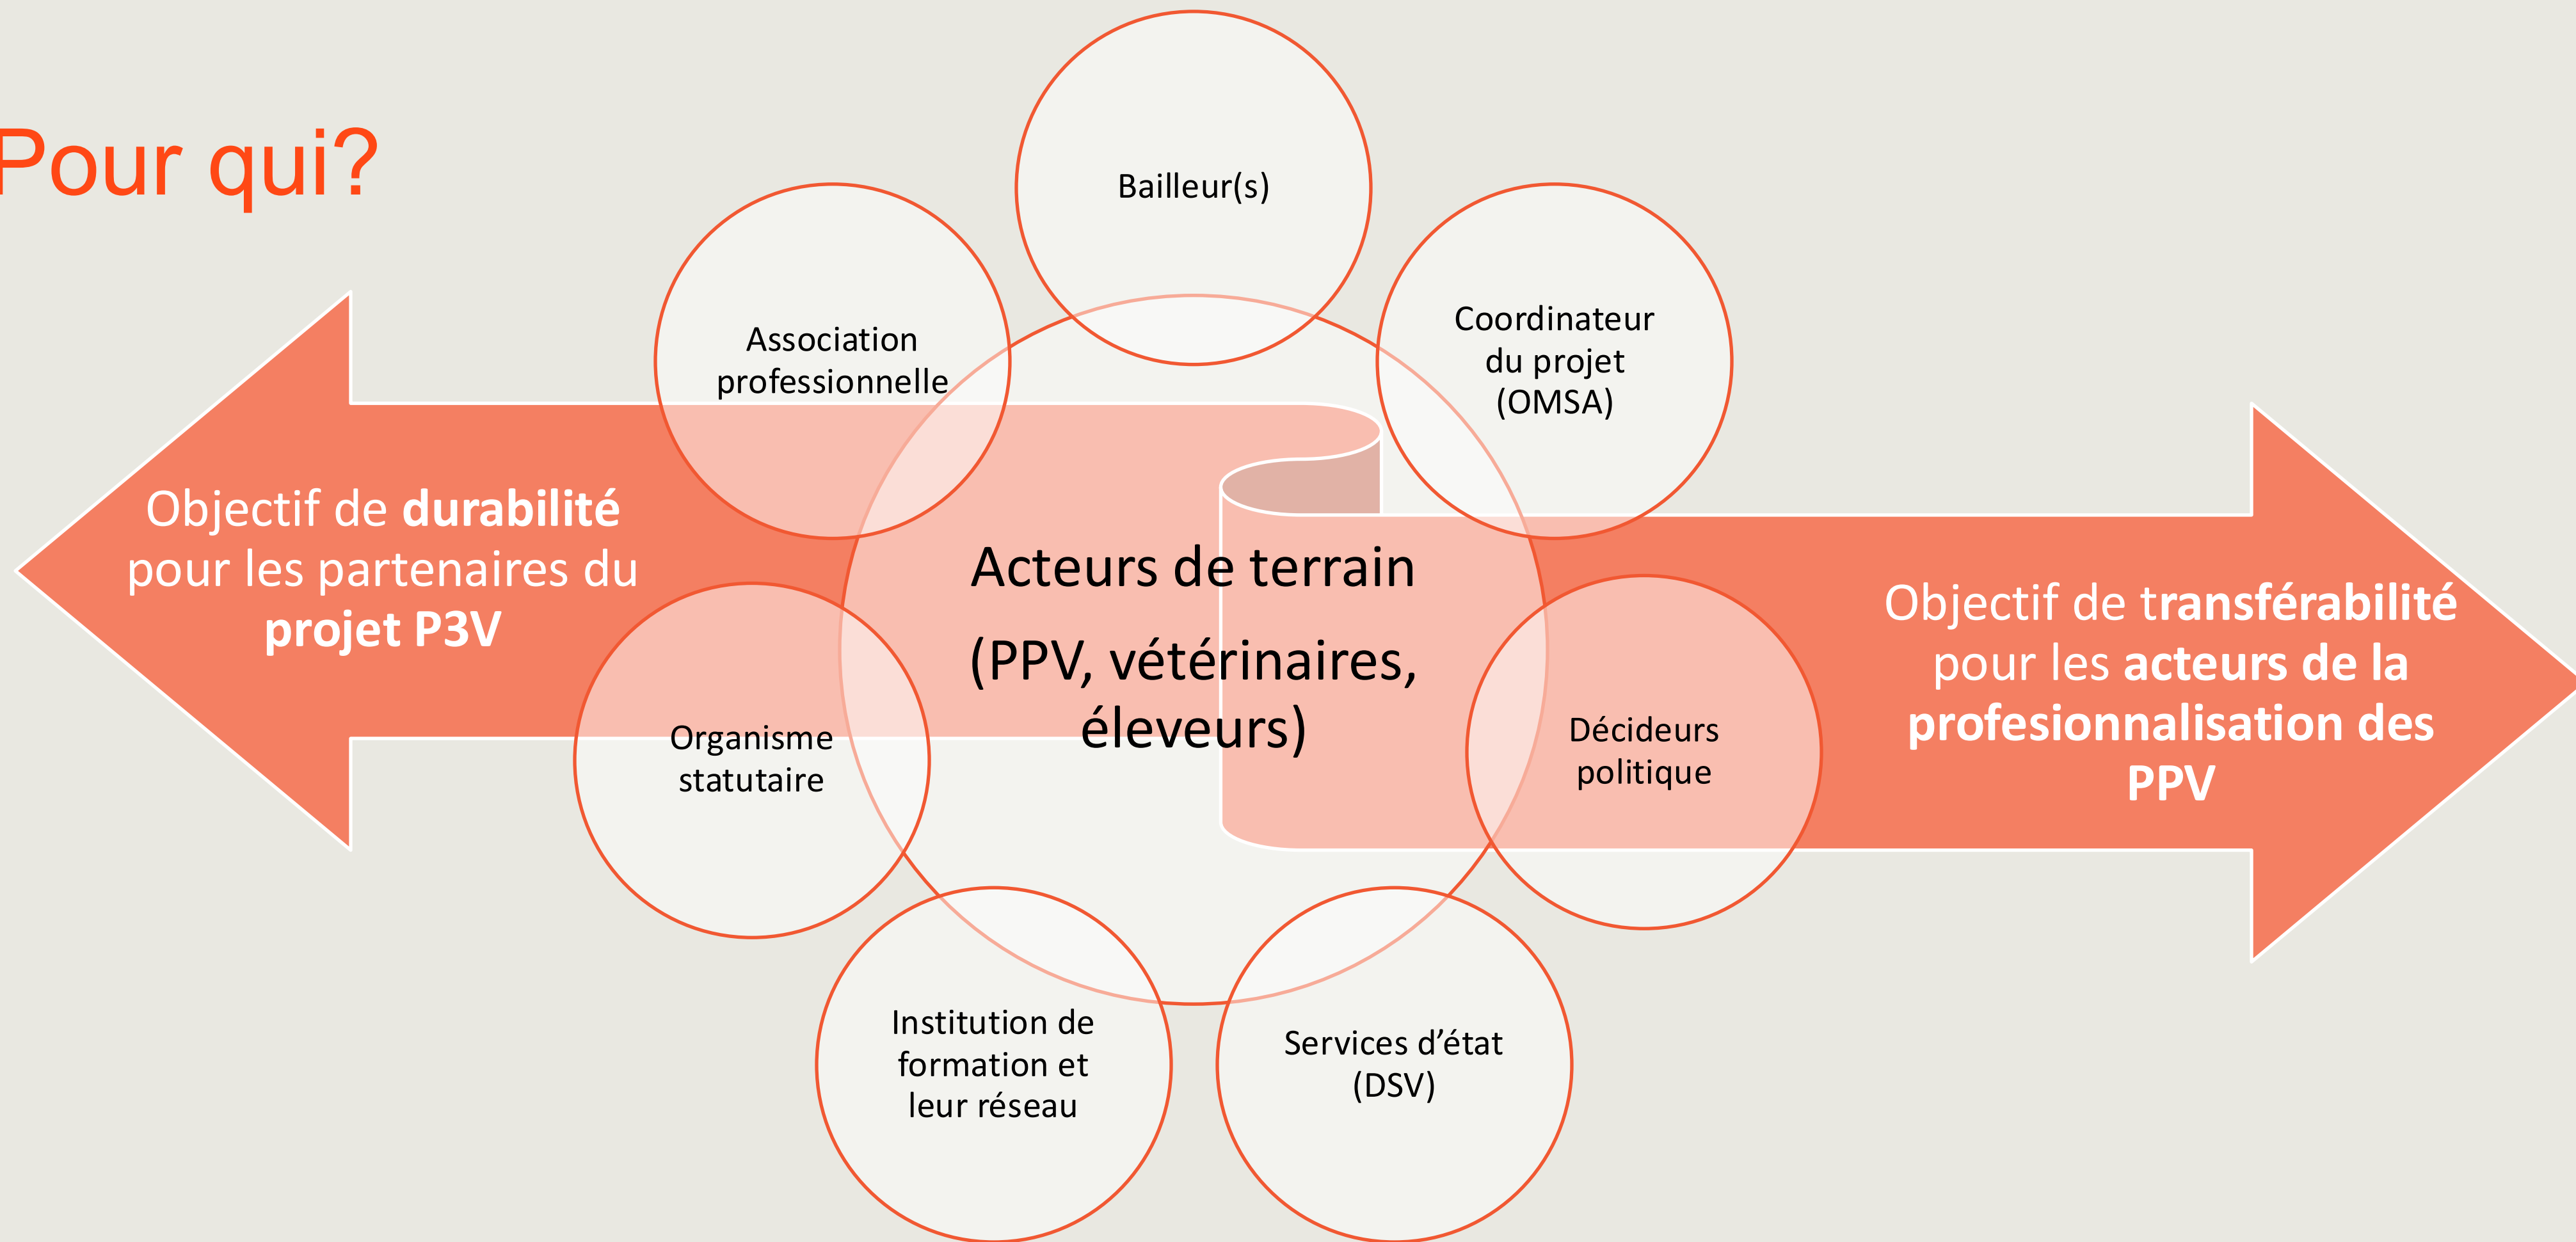 Pour qui?
Bailleur(s)
Association
professionnelle
Coordinateur
du projet
(OMSA)
Objectif de durabilité
pour les partenaires du
projet P3V
Acteurs de terrain
(PPV, vétérinaires,
éleveurs)
Objectif de transférabilité
pour les acteurs de la
profesionnalisation des
PPV
Organisme
statutaire
Décideurs
politique
Institution de
formation et
leur réseau
Services d’état
(DSV)